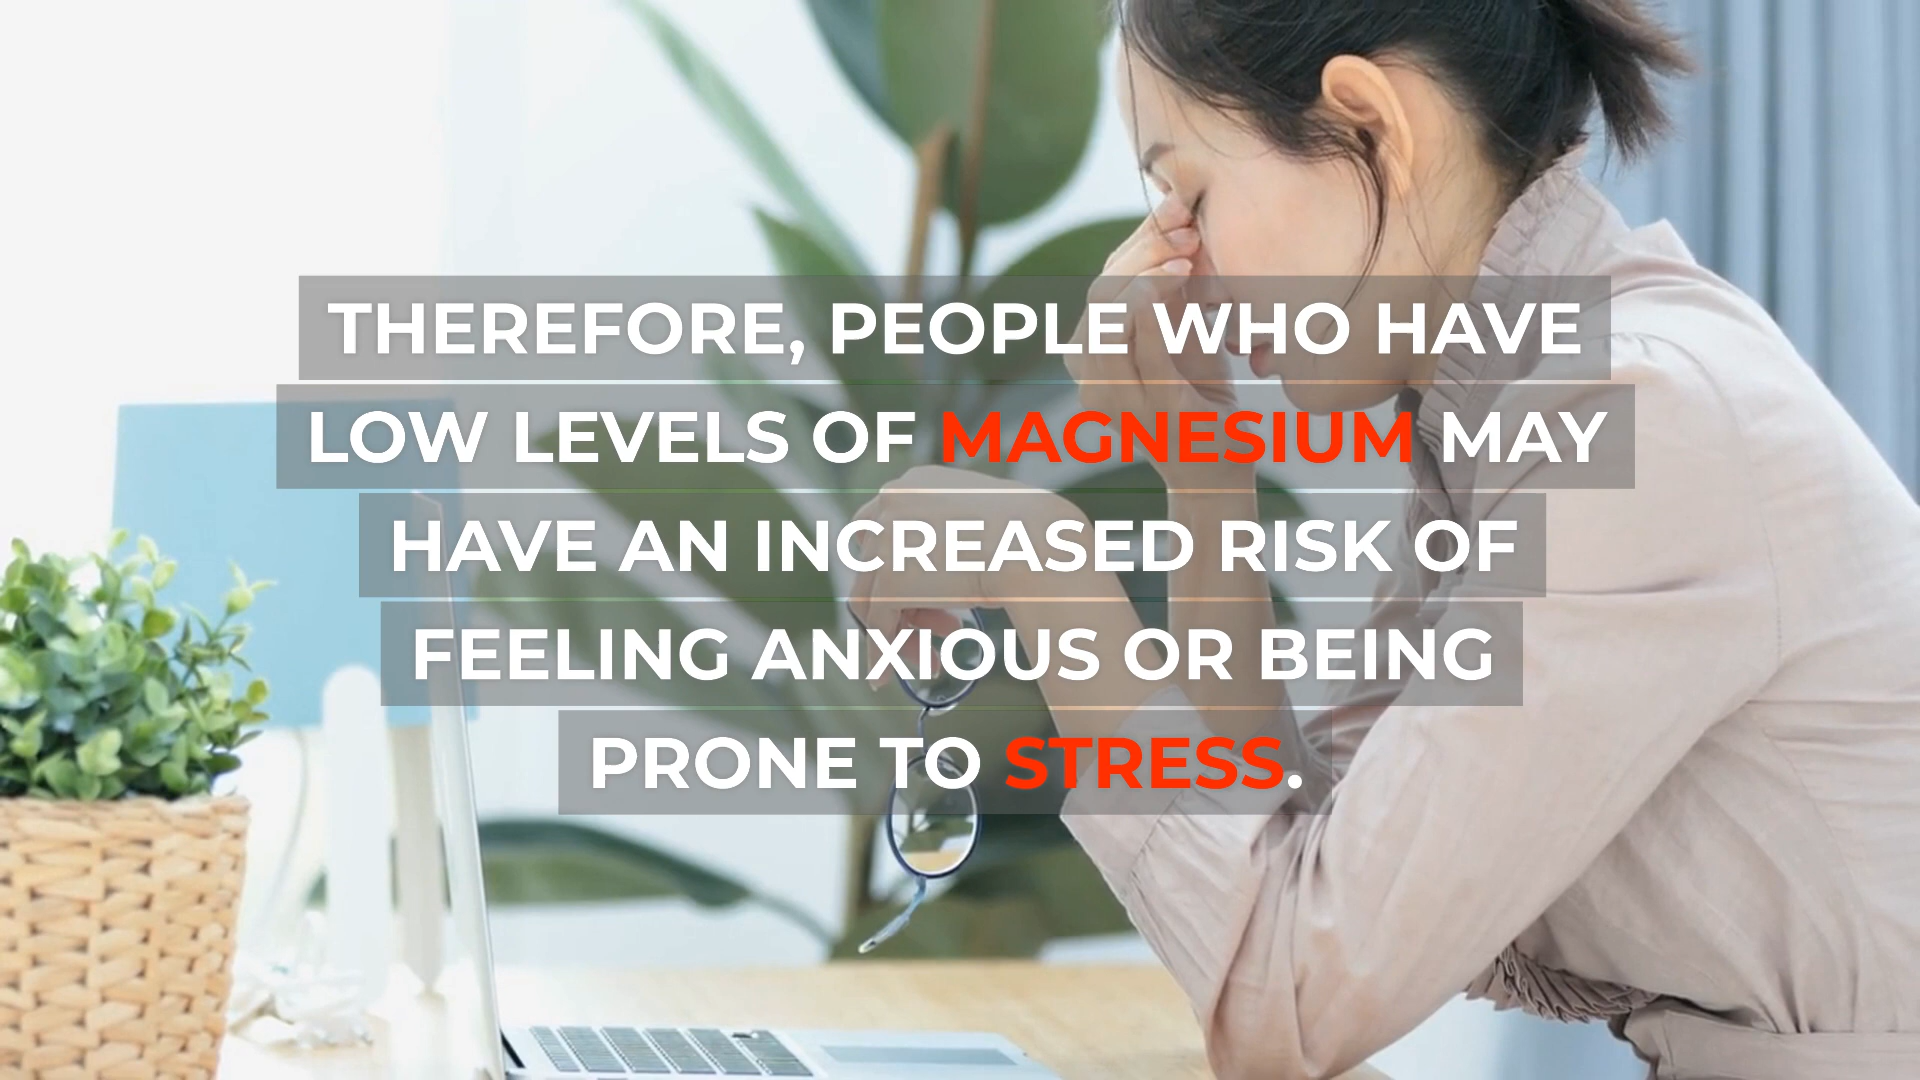 THEREFORE, PEOPLE WHO HAVE
LOW LEVELS OF MAGNESIUM MAY
HAVE AN INCREASED RISK OF
FEELING ANXIOUS OR BEING
PRONE TO STRESS.